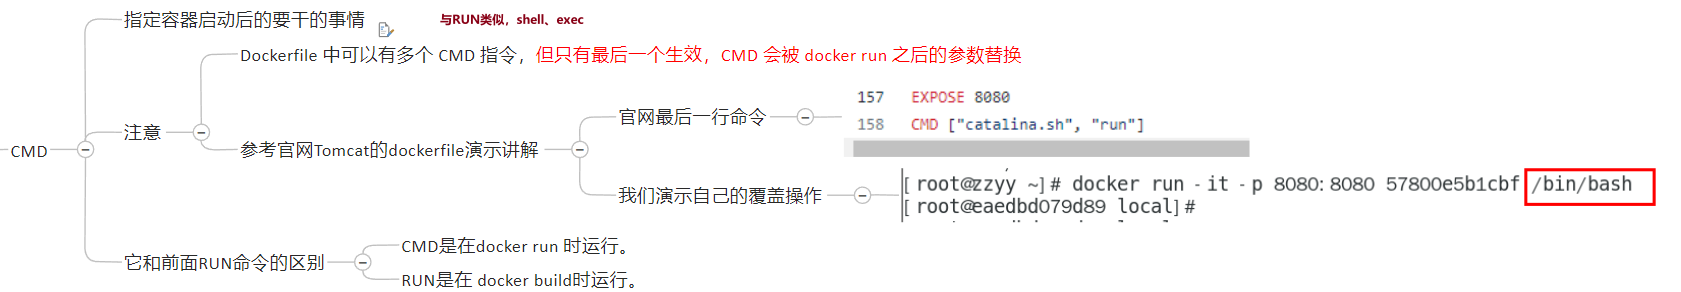 指定容器启动后的要干的事情
与RUN类似，shell、exec
Dockerfile 中可以有多个 CMD 指令，但只有最后一个生效，CMD 会被 docker run 之后的参数替换
157 EXPOSE 8080
官网最后一行命令
158 CMD ["catalina.sh", "run"]
注意
CMD
参考官网Tomcat的dockerfile演示讲解
我们演示自己的覆盖操作
[ root@zzyy ~]# docker run -it -p 8080:8080 57800e5b1cbf /bin/bash
[ root@eaedbd079d89 local]#
CMD是在docker run 时运行。
它和前面RUN命令的区别
RUN是在 docker build时运行。